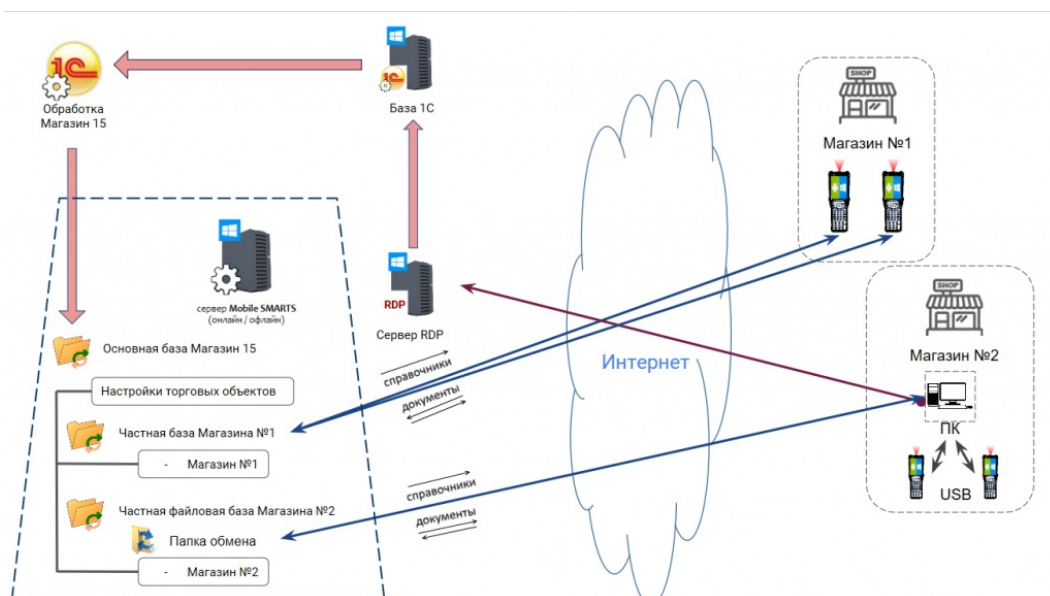 1С
Обработка
Магазин 15
1С
База 1С
SHOP
Магазин №1
сервер Mobile SMARTS
(онлайн / офлайн)
RDP
Сервер RDP
SHOP
Магазин №2
ПК
USB
Интернет
Основная база Магазин 15
Настройки торговых объектов
Частная база Магазина №1
- Магазин №1
Частная файловая база Магазина №2
Папка обмена
- Магазин №2
справочники
документы
справочники
документы